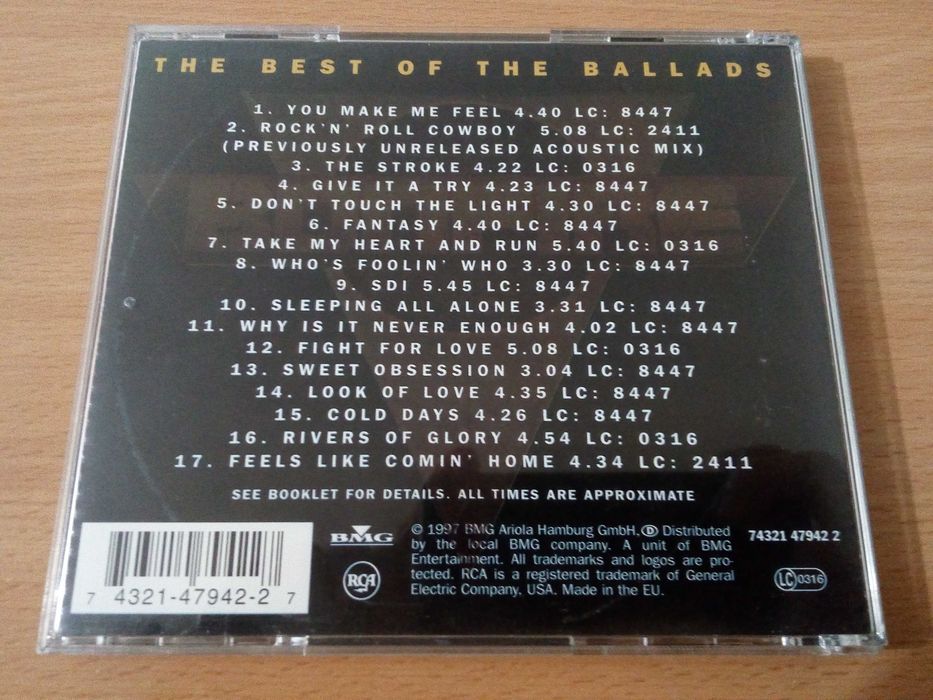 THE BEST OF THE BALLADS
1. YOU MAKE ME FEEL 4.40 LC: 8447
2. ROCK'N' ROLL COWBOY 5.08 LC: 2411
(PREVIOUSLY UNRELEASED ACOUSTIC MIX)
3. THE STROKE 4.22 LC: 0316
4. GIVE IT A TRY 4.23 LC: 8447
5. DON'T TOUCH THE LIGHT 4.30 LC: 8447
6. FANTASY 4.40 LC: 8447
7. TAKE MY HEART AND RUN 5.40 LC: 0316
8. WHO'S FOOLIN' WHO 3.30 LC: 8447
9. SDI 5.45 LC: 8447
10. SLEEPING ALL ALONE 3.31 LC: 8447
11. WHY IS IT NEVER ENOUGH 4.02 LC: 8447
12. FIGHT FOR LOVE 5.08 LC: 0316
13. SWEET OBSESSION 3.04 LC: 8447
14. LOOK OF LOVE 4.35 LC: 8447
15. COLD DAYS 4.26 LC: 8447
16. RIVERS OF GLORY 4.54 LC: 0316
17. FEELS LIKE COMIN' HOME 4.34 LC: 2411
SEE BOOKLET FOR DETAILS. ALL TIMES ARE APPROXIMATE
7 4321-47942-2 7
BMG
RCA
© 1997 BMG Ariola Hamburg GmbH, Ⓓ Distributed
by the local BMG company. A unit of BMG
Entertainment. All trademarks and logos are pro-
tected. RCA is a registered trademark of General
Electric Company, USA. Made in the EU.
74321 47942 2
LC 0316